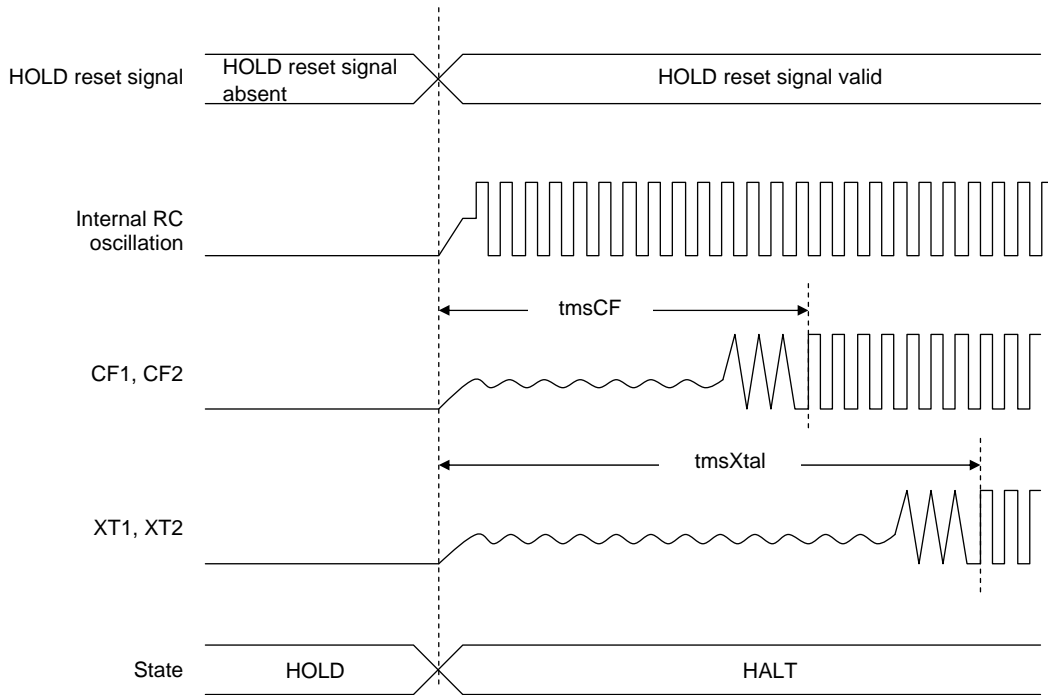 HOLD reset signal
HOLD reset signal
absent
HOLD reset signal valid
Internal RC
oscillation
tmsCF
CF1, CF2
tmsXtal
XT1, XT2
State
HOLD
HALT